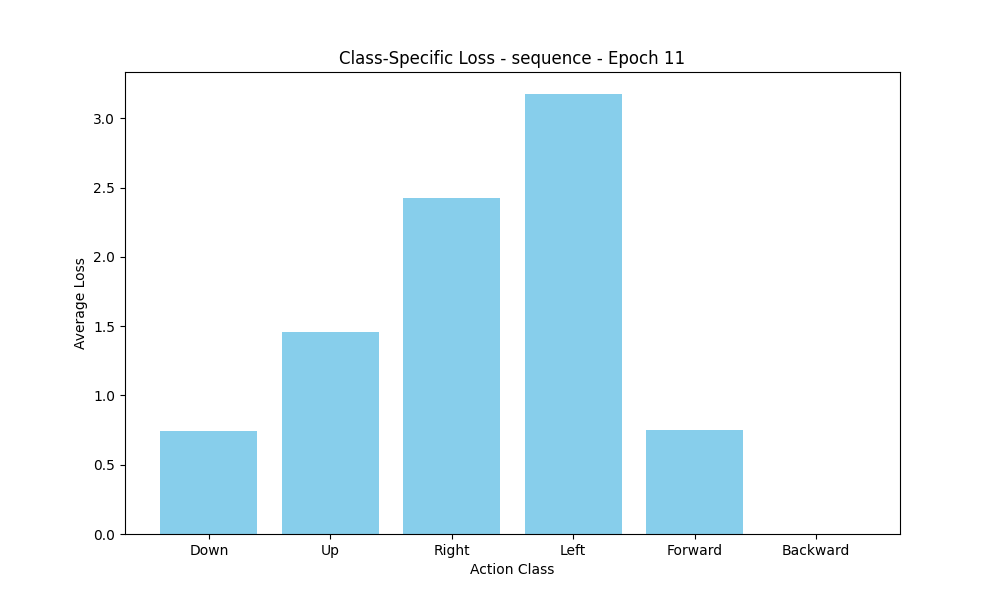 Class-Specific Loss - sequence - Epoch 11
Average Loss
3.0
2.5
2.0
1.5
1.0
0.5
0.0
Down Up Right Left Forward Backward
Action Class